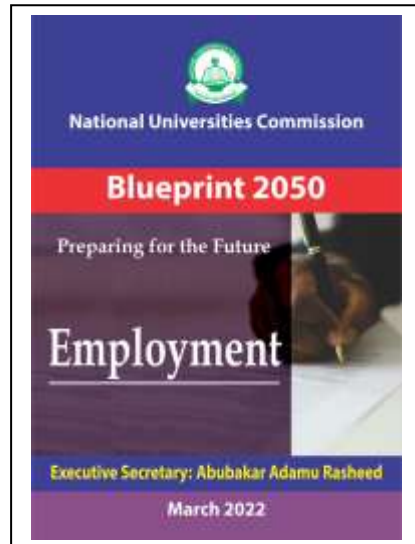 National Universities Commission
Blueprint 2050
Preparing for the Future
Employment
Executive Secretary: Abubakar Adamu Rasheed
March 2022